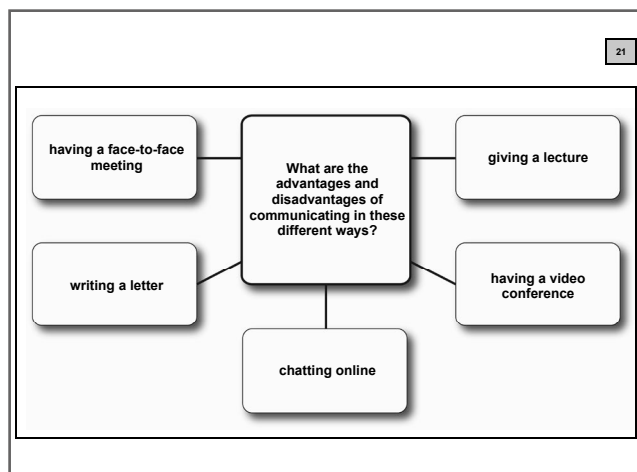 21
having a face-to-face
meeting
What are the
advantages and
disadvantages of
communicating in these
different ways?
giving a lecture
writing a letter
having a video
conference
chatting online